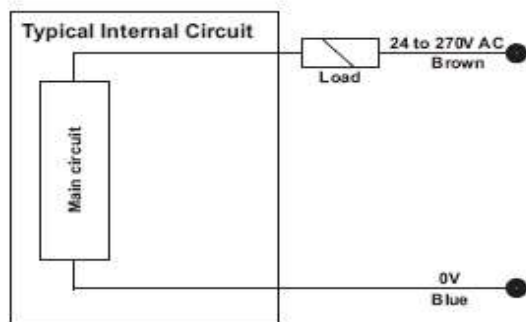 Typical Internal Circuit
24 to 270V AC
Brown
Load
Main circuit
0V
Blue